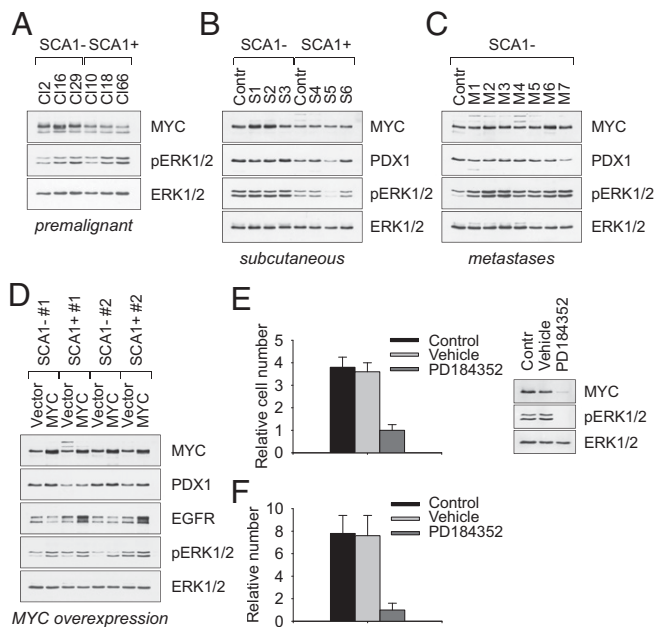 A
SCA1- SCA1+
Cl2 Cl16 Cl29 Cl10 Cl18 Cl66
MYC
pERK1/2
ERK1/2
premalignant
B
SCA1- SCA1+
Contr S1 S2 S3 Contr S4 S5 S6
MYC
PDX1
pERK1/2
ERK1/2
subcutaneous
C
SCA1-
Contr M1 M2 M3 M4 M5 M6 M7
MYC
PDX1
pERK1/2
ERK1/2
metastases
D
SCA1- #1 SCA1+ #1 SCA1- #2 SCA1+ #2
Vector MYC Vector MYC Vector MYC Vector MYC
MYC
PDX1
EGFR
pERK1/2
ERK1/2
MYC overexpression
E
Relative cell number
5
4
3
2
1
0
Control
Vehicle
PD184352
Contr Vehicle PD184352
MYC
pERK1/2
ERK1/2
F
Relative number
10
8
6
4
2
0
Control
Vehicle
PD184352